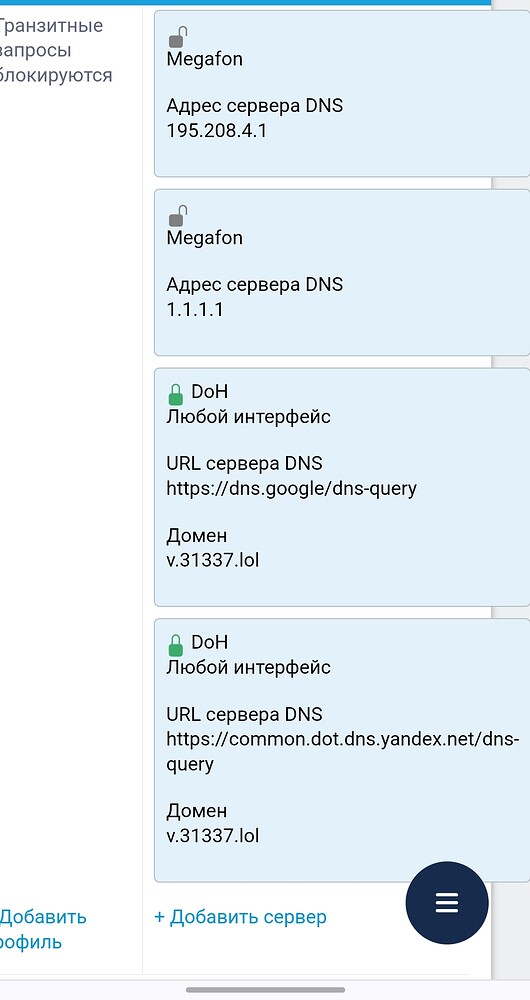 Транзитные
запросы
блокируются
Megafon
Адрес сервера DNS
195.208.4.1
Megafon
Адрес сервера DNS
1.1.1.1
DoH
Любой интерфейс
URL сервера DNS
https://dns.google/dns-query
Домен
v.31337.lol
DoH
Любой интерфейс
URL сервера DNS
https://common.dot.dns.yandex.net/dns-
query
Домен
v.31337.lol
Добавить
рофиль
+ Добавить сервер